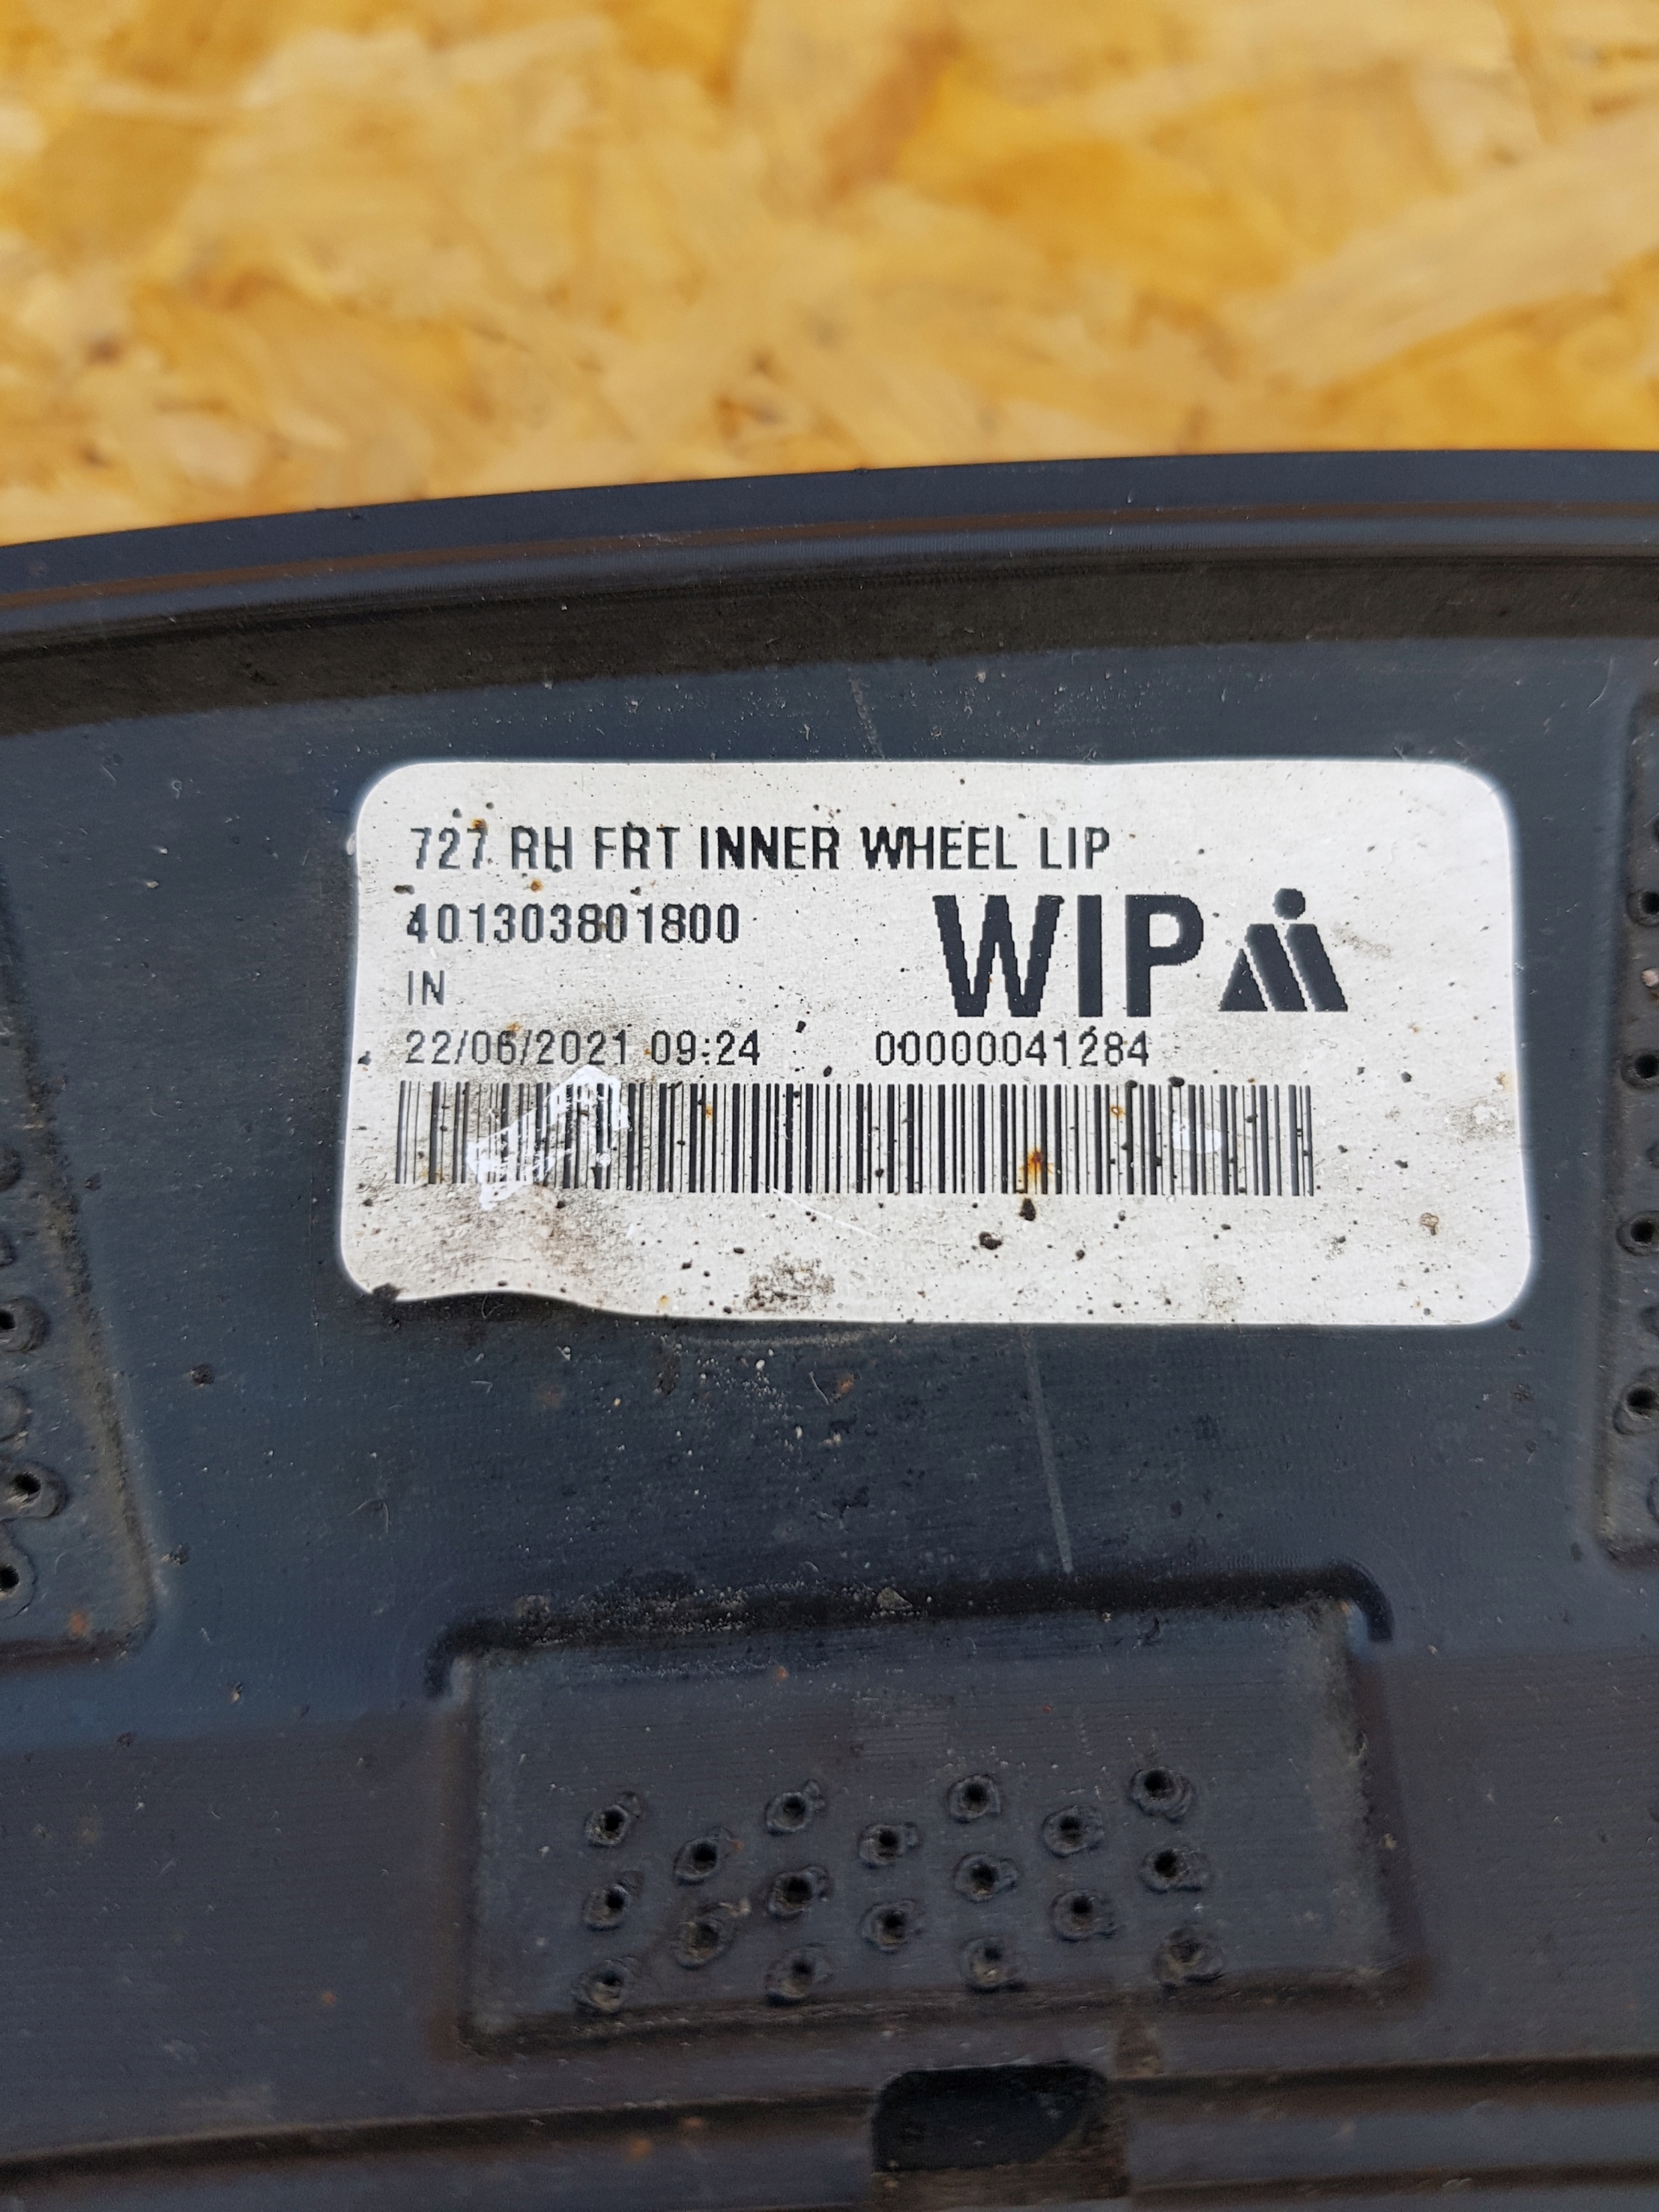 727 RH FRT INNER WHEEL LIP
401303801800
WIP
IN
22/06/2021 09:24 00000041284